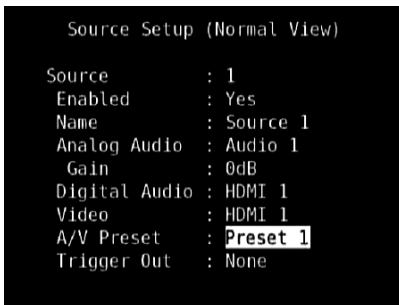 Source Setup (Normal View)
Source : 1
Enabled : Yes
Name : Source 1
Analog Audio : Audio 1
Gain : 0dB
Digital Audio : HDMI 1
Video : HDMI 1
A/V Preset : Preset 1
Trigger Out : None